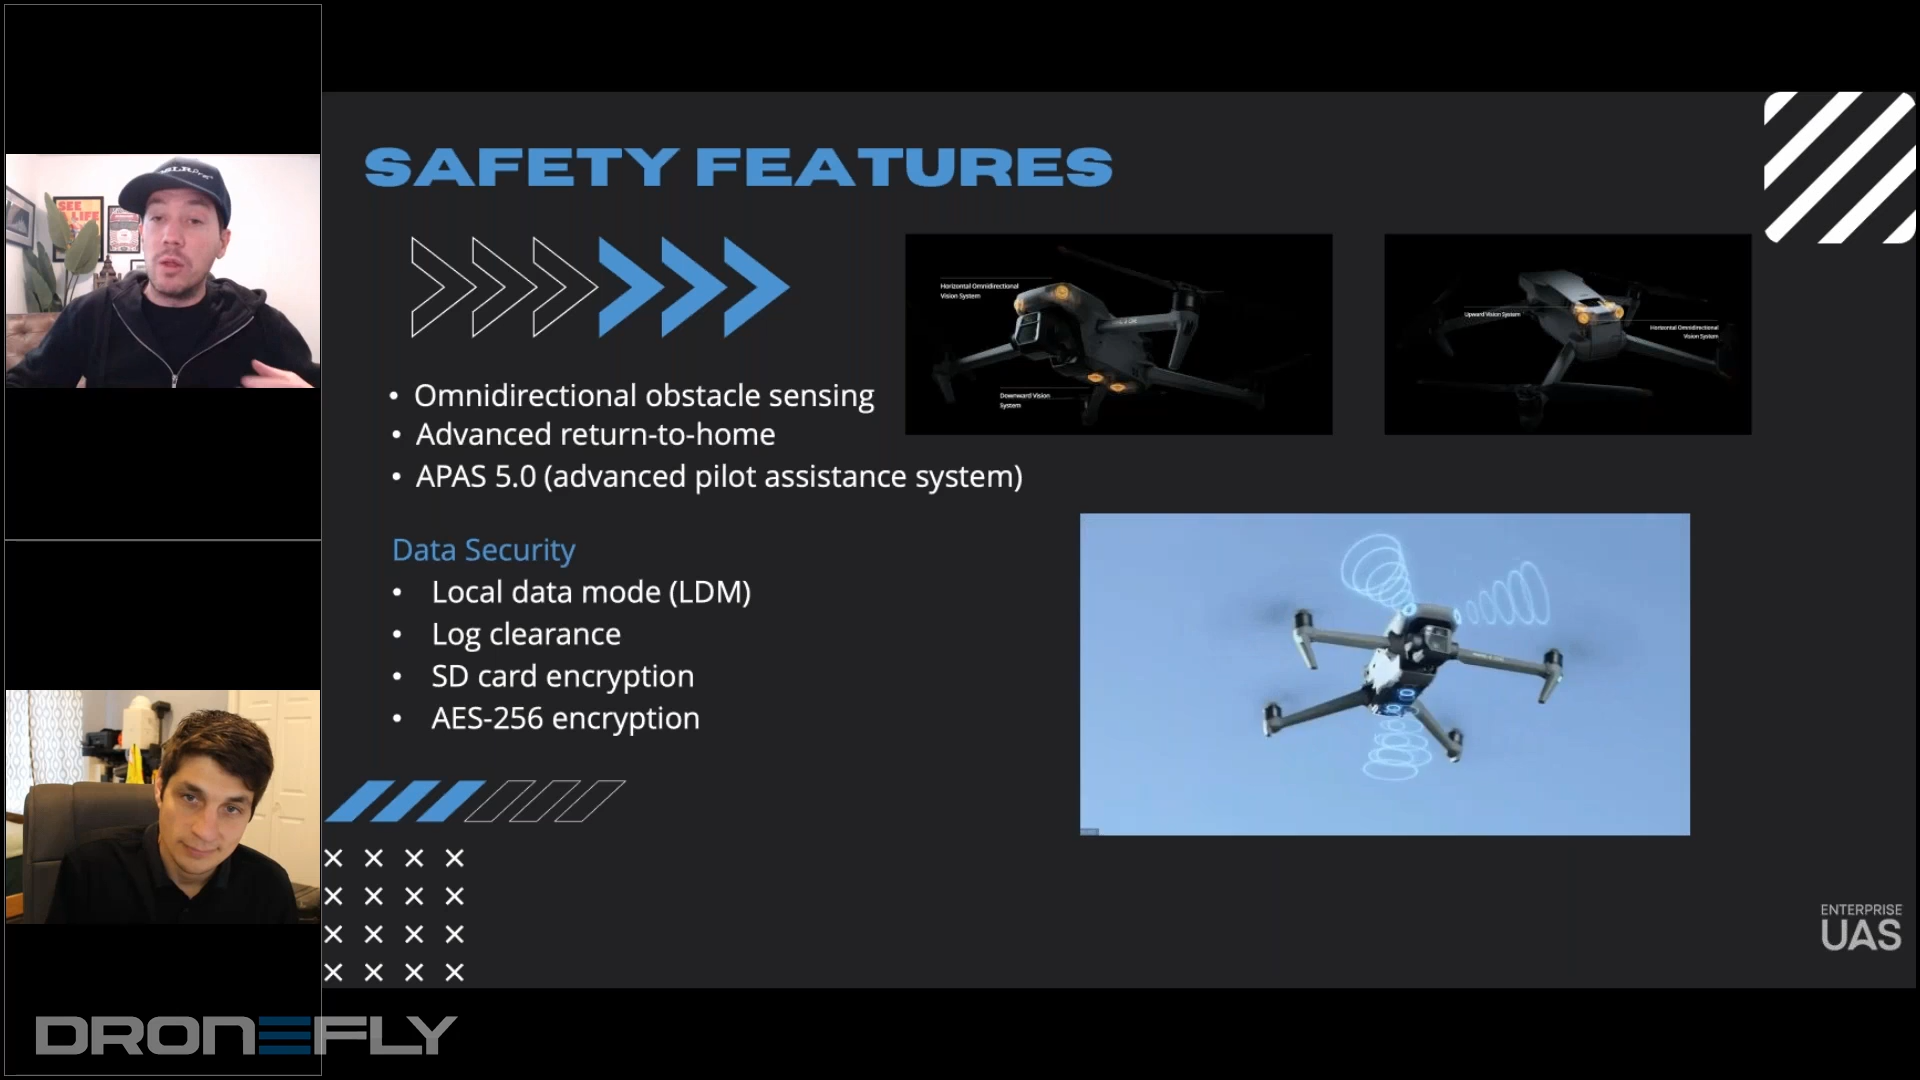 SAFETY FEATURES
Horizontal Omnidirectional
Vision System
Downward Vision
System
Upward Vision System
Horizontal Omnidirectional
Vision System
• Omnidirectional obstacle sensing
• Advanced return-to-home
• APAS 5.0 (advanced pilot assistance system)
Data Security
• Local data mode (LDM)
• Log clearance
• SD card encryption
• AES-256 encryption
SEE
LIFE
ENTERPRISE
UAS
DRONEFLY